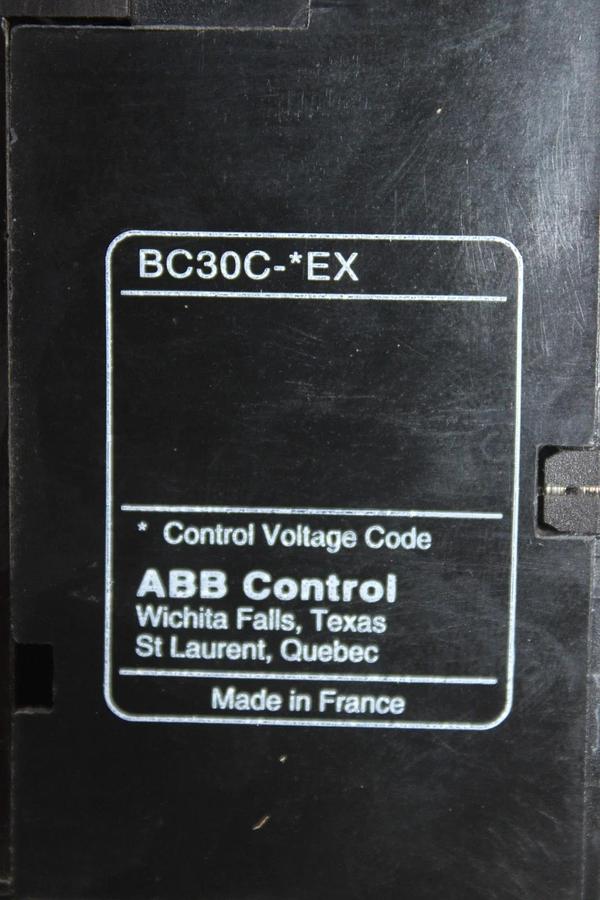 BC30C-*EX
* Control Voltage Code
ABB Control
Wichita Falls, Texas
St Laurent, Quebec
Made in France